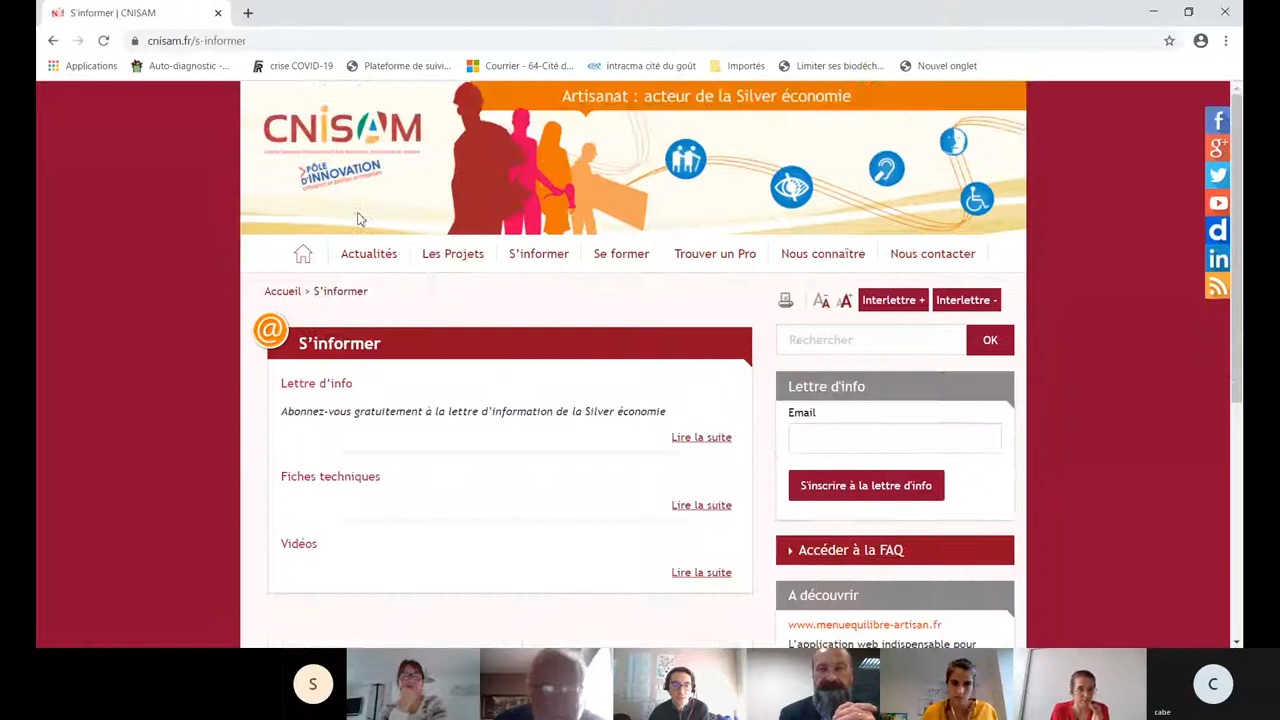 S'informer | CNISAM
cnisam.fr/s-informer
Applications
Auto-diagnostic -...
crise COVID-19
Plateforme de suivi...
Courrier - 64-Cité d...
intracma cité du goût
Importés
Limiter ses biodéch...
Nouvel onglet
Artisanat : acteur de la Silver économie
CNISAM
PÔLE
D'INNOVATION
Actualités
Les Projets
S'informer
Se former
Trouver un Pro
Nous connaître
Nous contacter
Accueil > S'informer
Interlettre +
Interlettre -
S'informer
Rechercher
OK
Lettre d'info
Abonnez-vous gratuitement à la lettre d'information de la Silver économie
Lire la suite
Fiches techniques
Lire la suite
Vidéos
Lire la suite
Lettre d'info
Email
S'inscrire à la lettre d'info
Accéder à la FAQ
A découvrir
www.menuequilibre-artisan.fr
L'application web indispensable pour
S
C
cabe